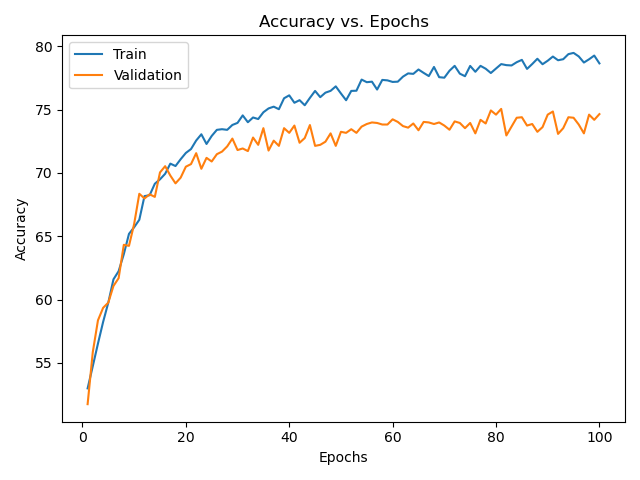 Accuracy vs. Epochs
Train
Validation
80
75
70
65
60
55
Accuracy
0 20 40 60 80 100
Epochs